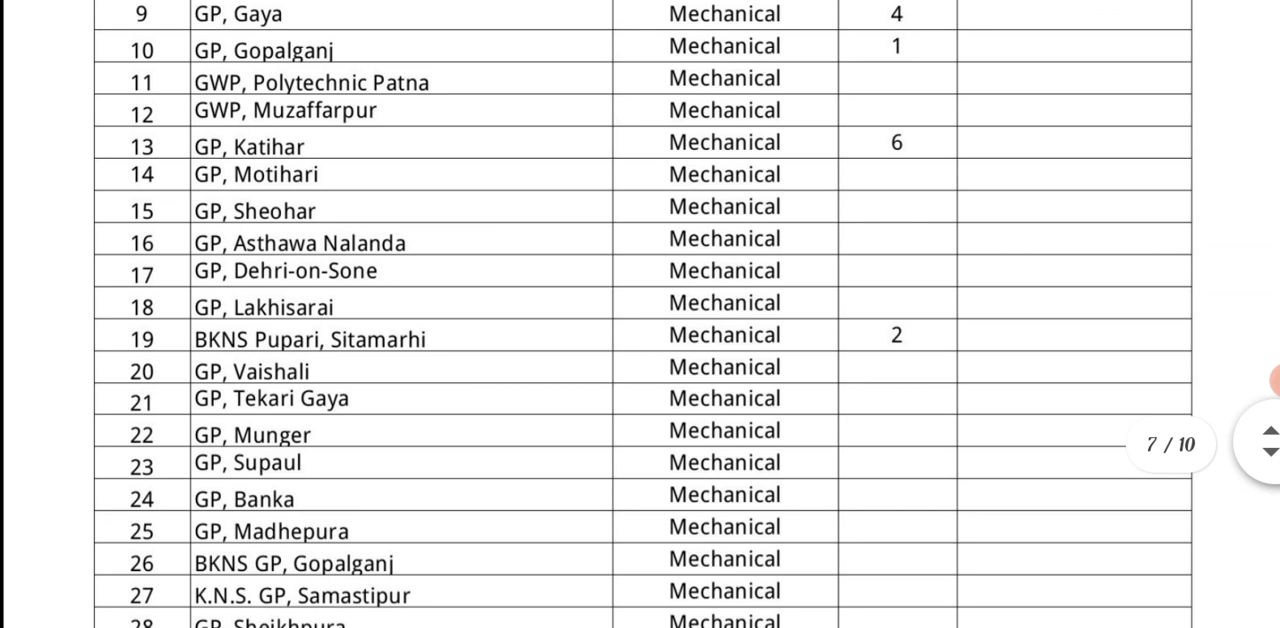 9 GP, Gaya Mechanical 4
10 GP, Gopalganj Mechanical 1
11 GWP, Polytechnic Patna Mechanical
12 GWP, Muzaffarpur Mechanical
13 GP, Katihar Mechanical 6
14 GP, Motihari Mechanical
15 GP, Sheohar Mechanical
16 GP, Asthawa Nalanda Mechanical
17 GP, Dehri-on-Sone Mechanical
18 GP, Lakhisarai Mechanical
19 BKNS Pupari, Sitamarhi Mechanical 2
20 GP, Vaishali Mechanical
21 GP, Tekari Gaya Mechanical
22 GP, Munger Mechanical
7 / 10
23 GP, Supaul Mechanical
24 GP, Banka Mechanical
25 GP, Madhepura Mechanical
26 BKNS GP, Gopalganj Mechanical
27 K.N.S. GP, Samastipur Mechanical
28 GP, Sheikhpura Mechanical